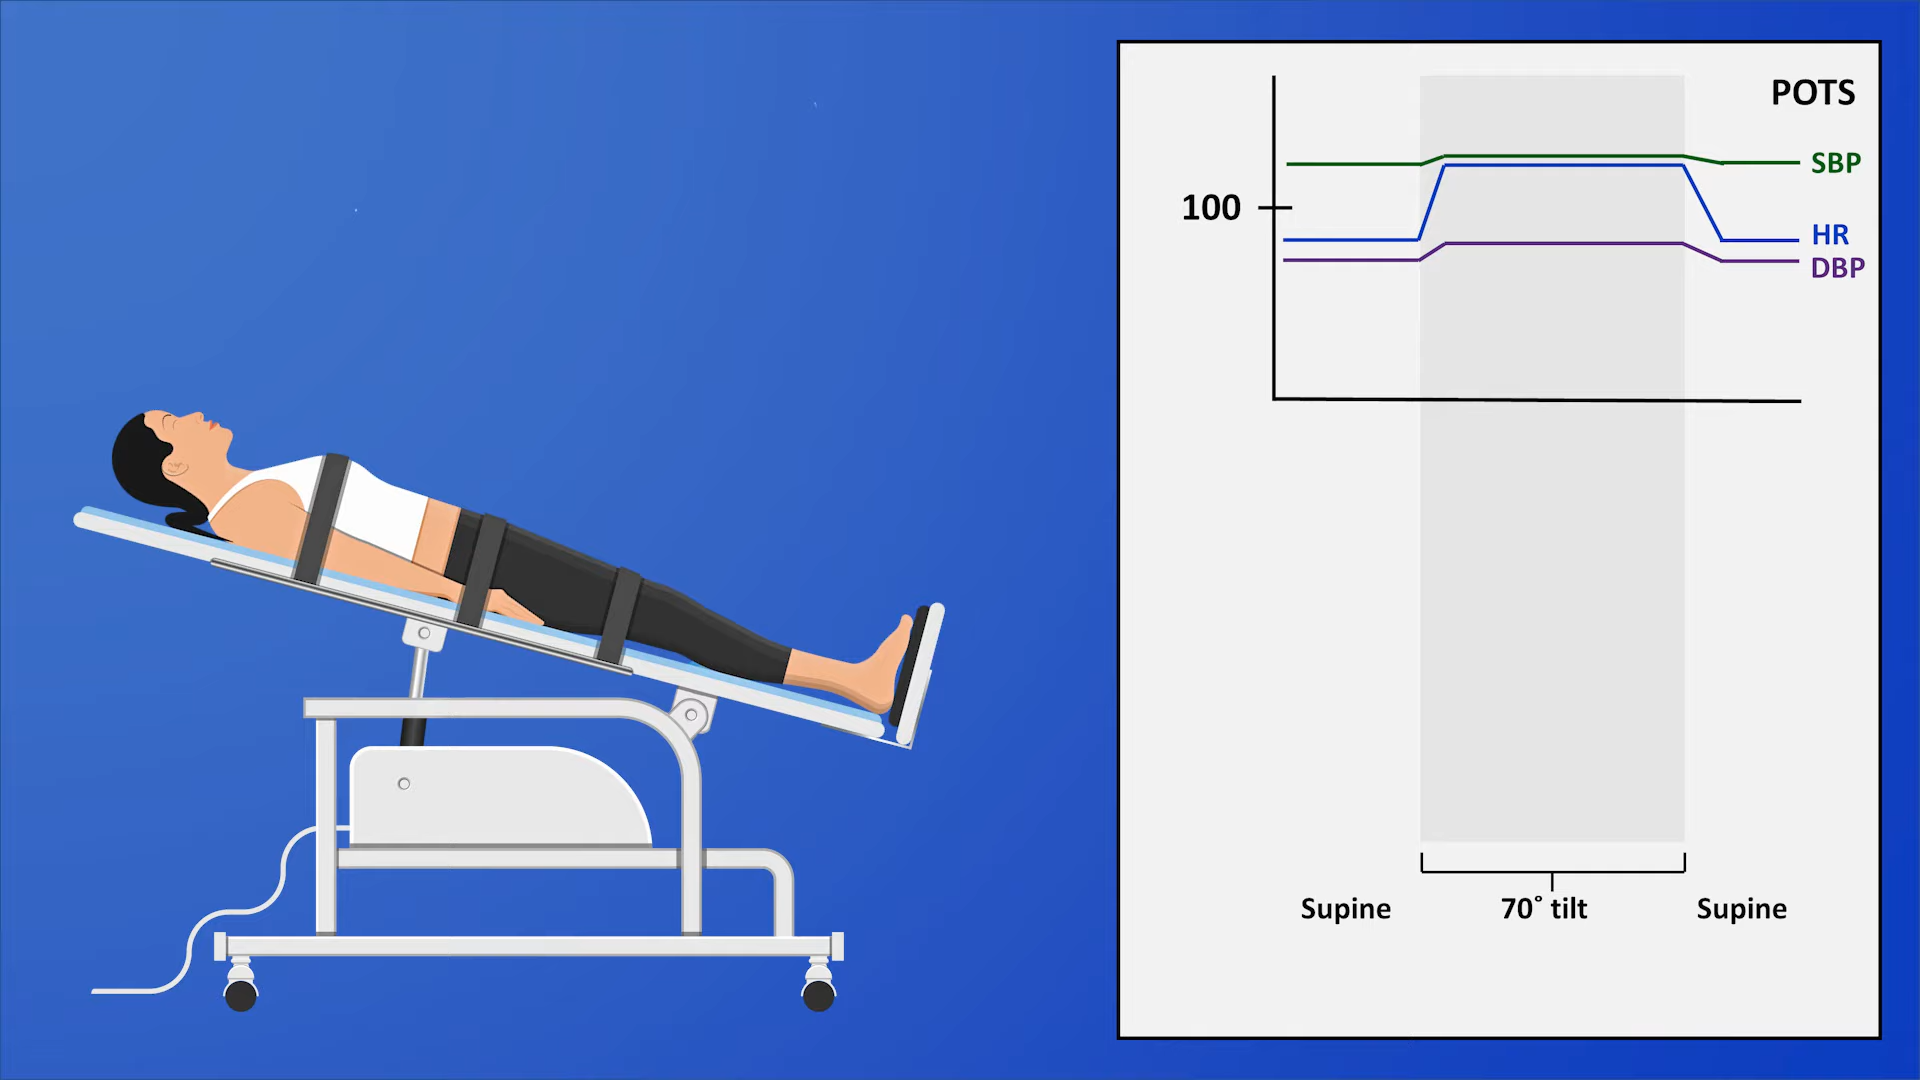 POTS
SBP
100
HR
DBP
Supine
70˚ tilt
Supine